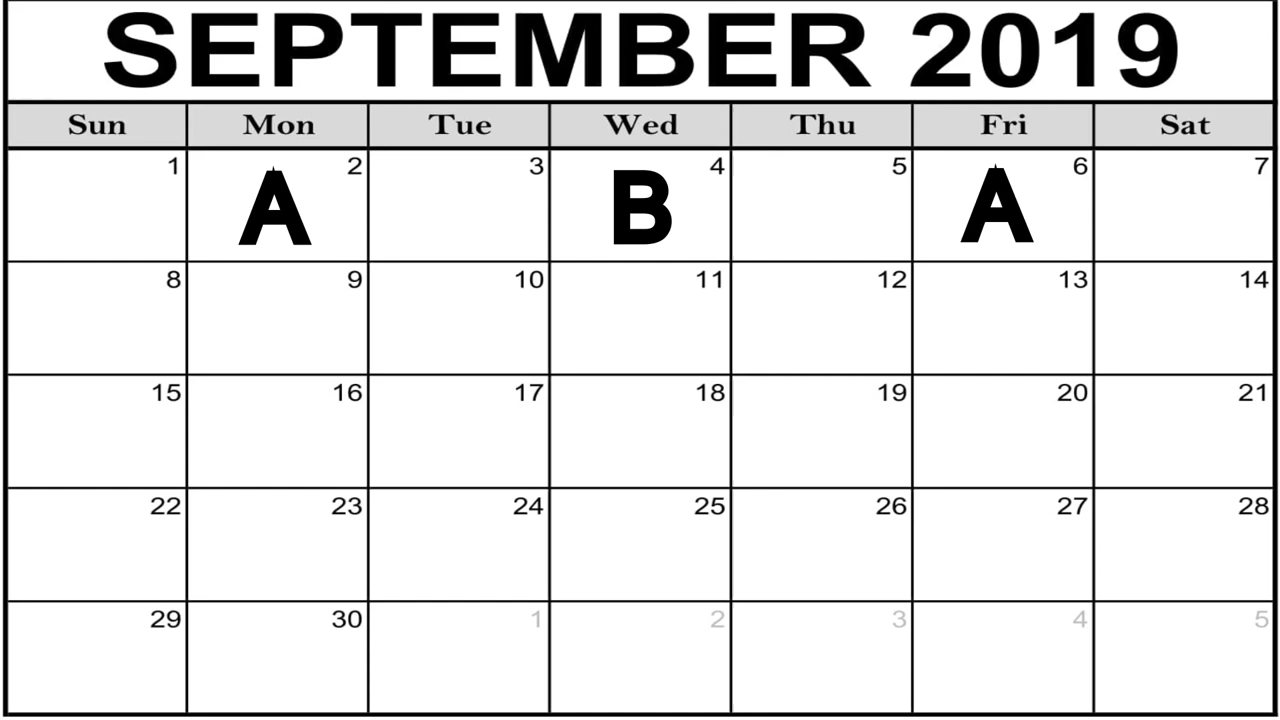 SEPTEMBER 2019
Sun Mon Tue Wed Thu Fri Sat
1 A 2 3 B 4 5 A 6 7
8 9 10 11 12 13 14
15 16 17 18 19 20 21
22 23 24 25 26 27 28
29 30 1 2 3 4 5